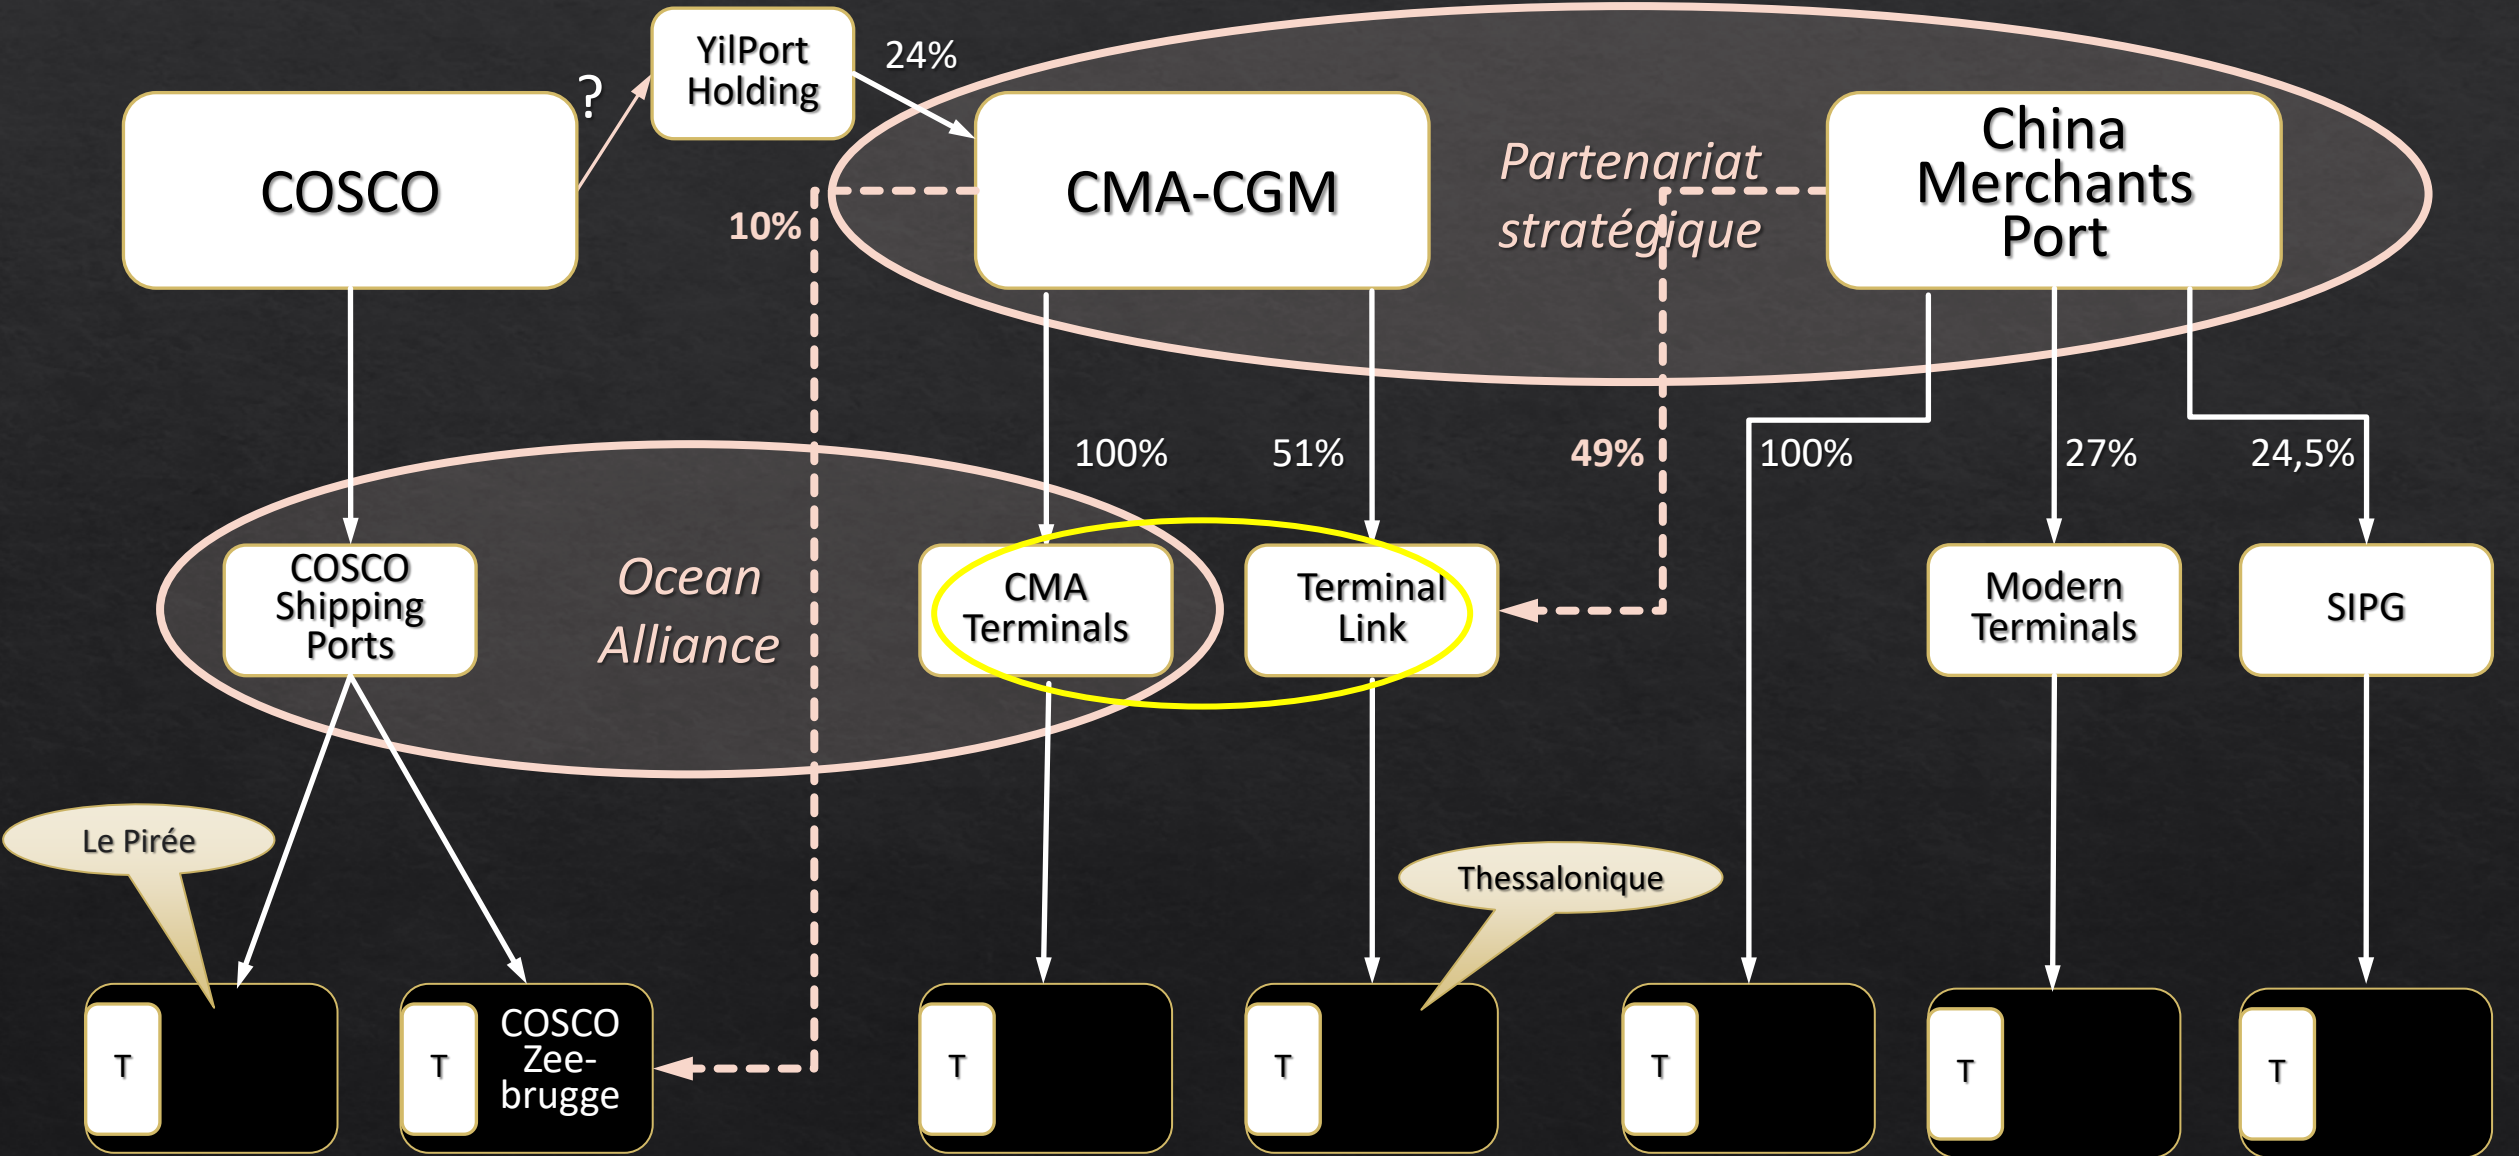 YilPort
Holding
24%
?
COSCO
CMA-CGM
Partenariat
stratégique
China
Merchants
Port
10%
100%
51%
49%
100%
27%
24,5%
COSCO
Shipping
Ports
Ocean
Alliance
CMA
Terminals
Terminal
Link
Modern
Terminals
SIPG
Le Pirée
Thessalonique
T
T
COSCO
Zee-
brugge
T
T
T
T
T